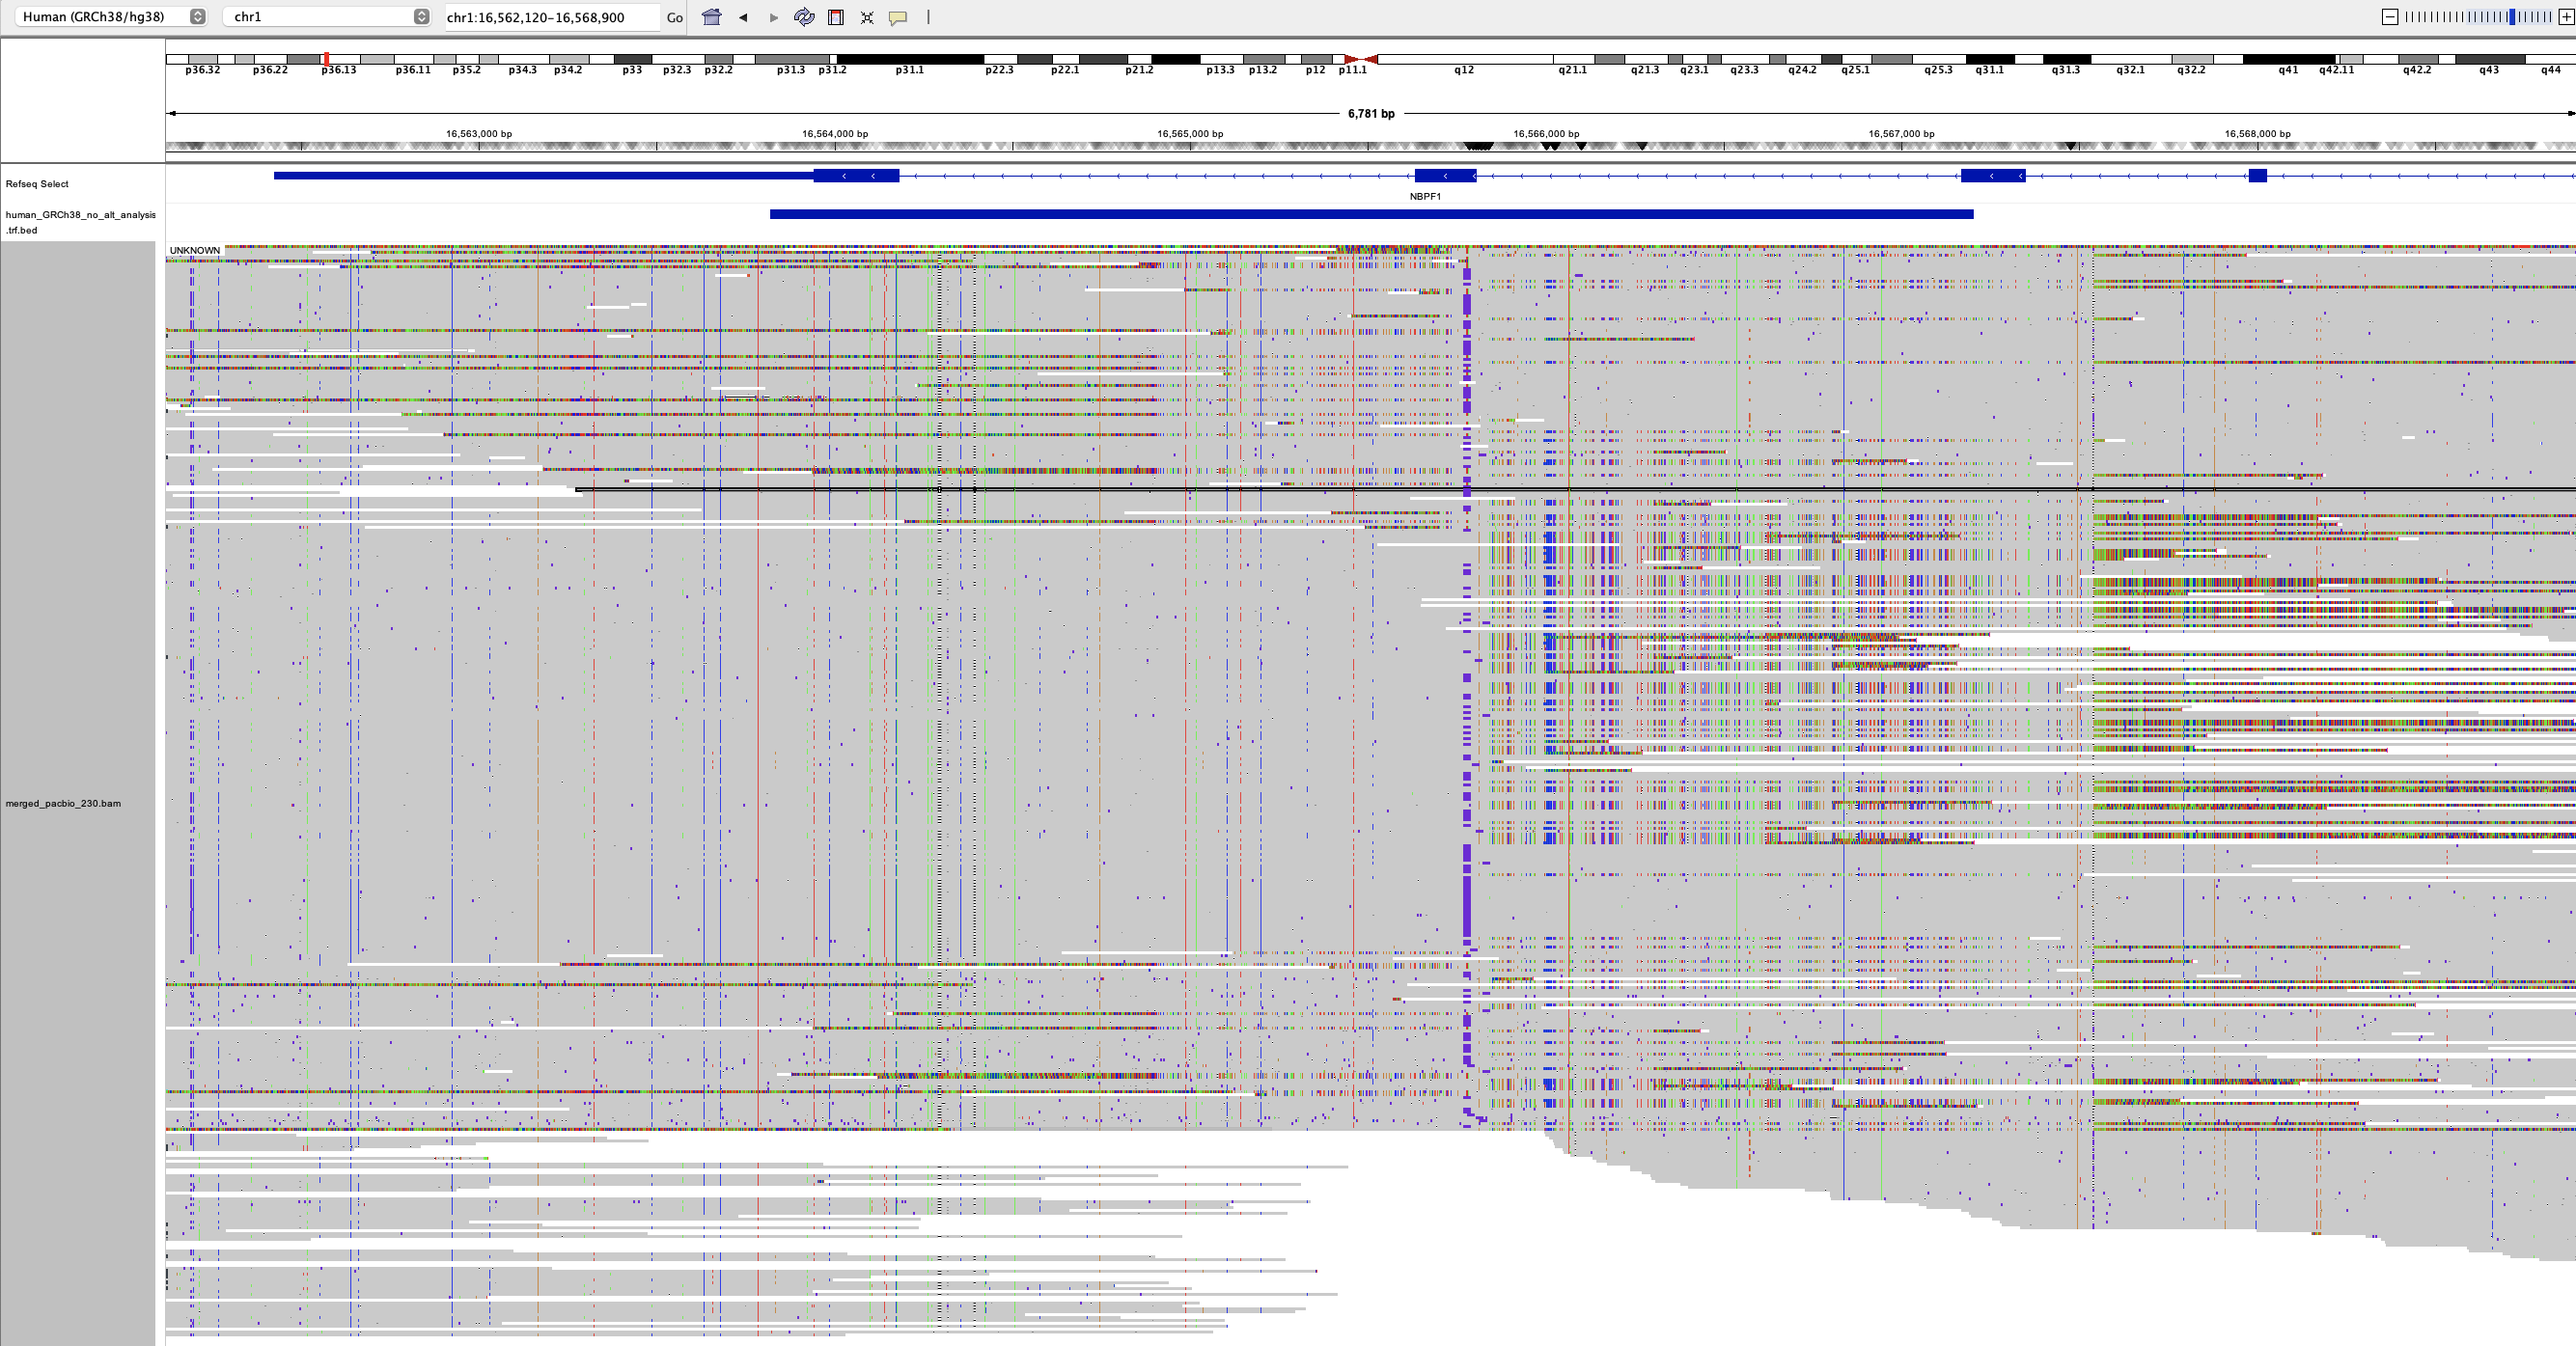 Human (GRCh38/hg38) chr1 chr1:16,562,120-16,568,900 Go
p36.32 p36.22 p36.13 p36.11 p35.2 p34.3 p34.2 p33 p32.3 p32.2 p31.3 p31.2 p31.1 p22.3 p22.1 p21.2 p13.3 p13.2 p12 p11.1 q12 q21.1 q21.3 q23.1 q23.3 q24.2 q25.1 q25.3 q31.1 q31.3 q32.1 q32.2 q41 q42.11 q42.2 q43 q44
6,781 bp
16,563,000 bp 16,564,000 bp 16,565,000 bp 16,566,000 bp 16,567,000 bp 16,568,000 bp
Refseq Select
NBPF1
human_GRCh38_no_alt_analysis
.trf.bed
UNKNOWN
merged_pacbio_230.bam